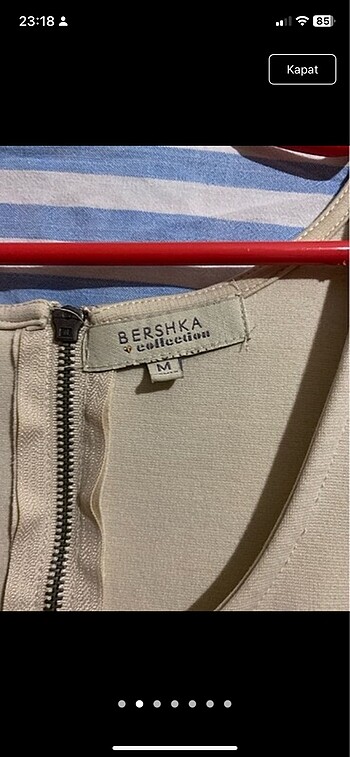 23:18
85
Kapat
BERSHKA
collection
M